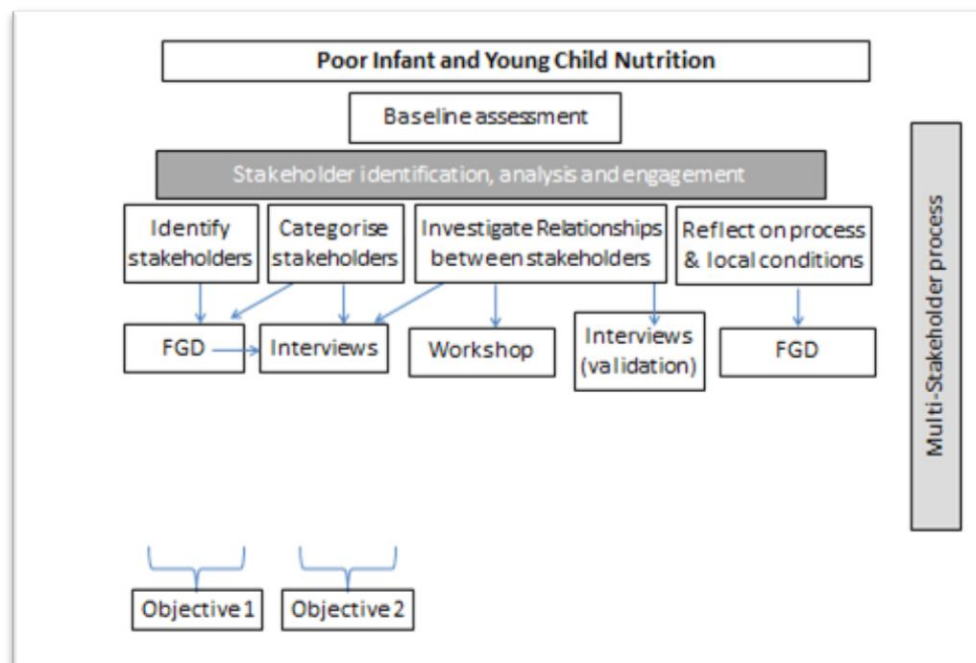 Poor Infant and Young Child Nutrition
Baseline assessment
Stakeholder identification, analysis and engagement
Identify
stakeholders
Categorise
stakeholders
Investigate Relationships
between stakeholders
Reflect on process
& local conditions
FGD
Interviews
Workshop
Interviews
(validation)
FGD
Multi-Stakeholder process
Objective 1
Objective 2